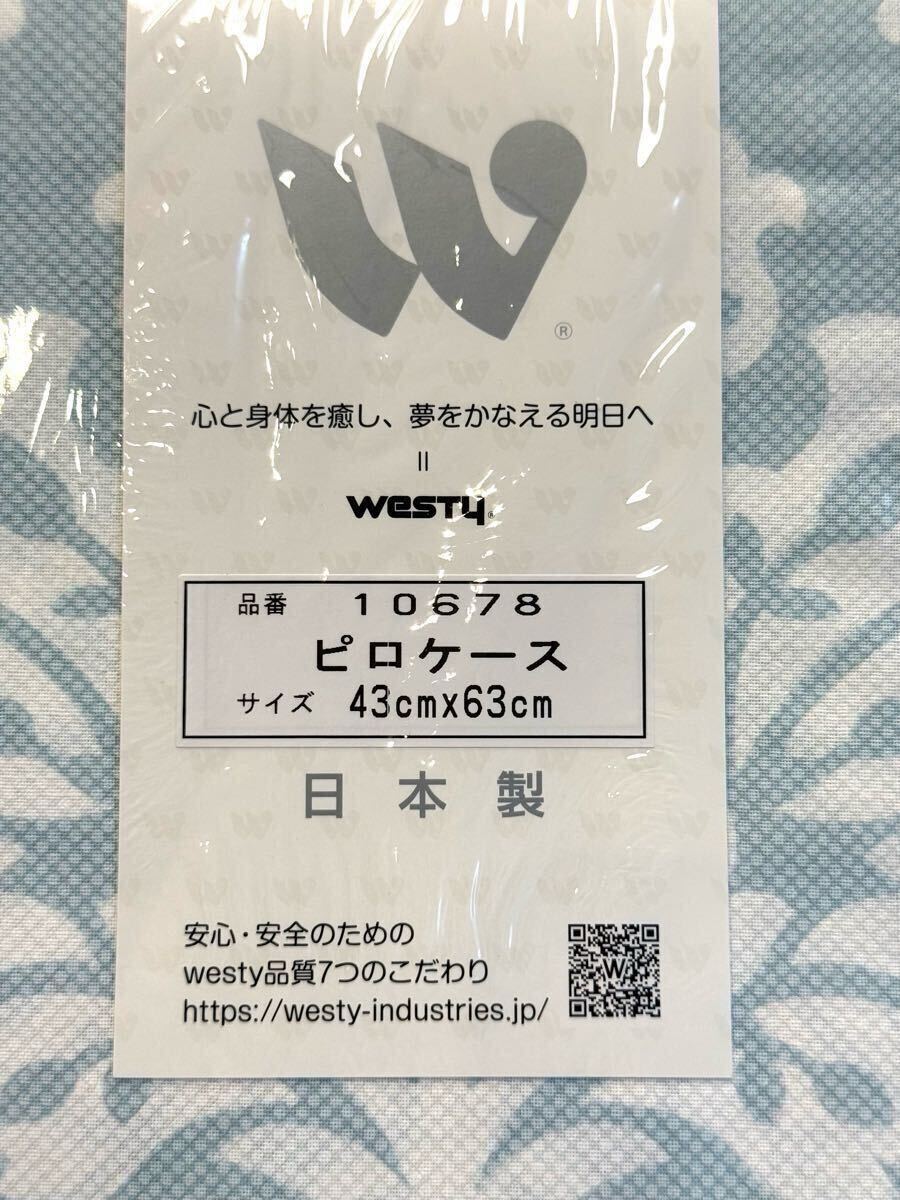 ®
心と身体を癒し、夢をかなえる明日へ
=
westy®
品番 10678
ピロケース
サイズ 43cmx63cm
日本製
安心・安全のための
westy品質7つのこだわり
https://westy-industries.jp/
W